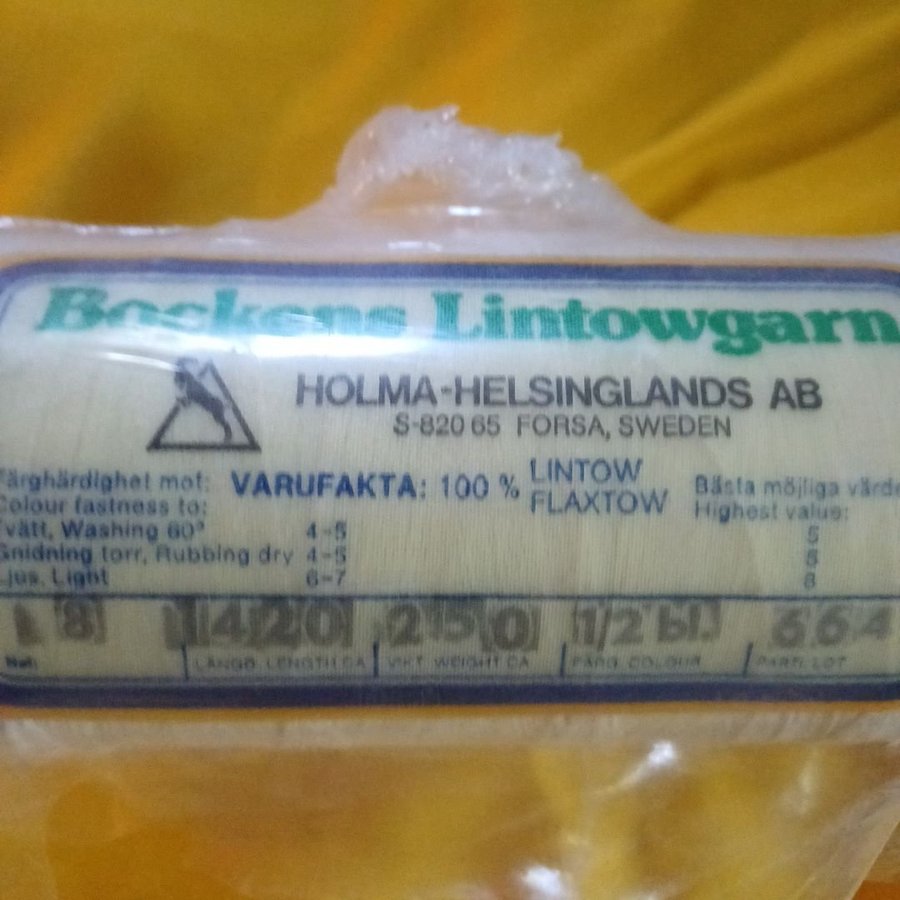 Bockens Lintowgarn
HOLMA-HELSINGLANDS AB
S-820 65 FORSA, SWEDEN
Färghärdighet mot:
Colour fastness to:
Tvätt, Washing 60° 4-5
Gnidning torr, Rubbing dry 4-5
Ljus, Light 6-7
VARUFAKTA: 100 % LINTOW
FLAXTOW
Bästa möjliga värde
Highest value:
5
5
8
8 1420 250 1/2 bl. 664
LÄNGD LENGTH CA VIKT WEIGHT CA FÄRG COLOUR PARTI LOT